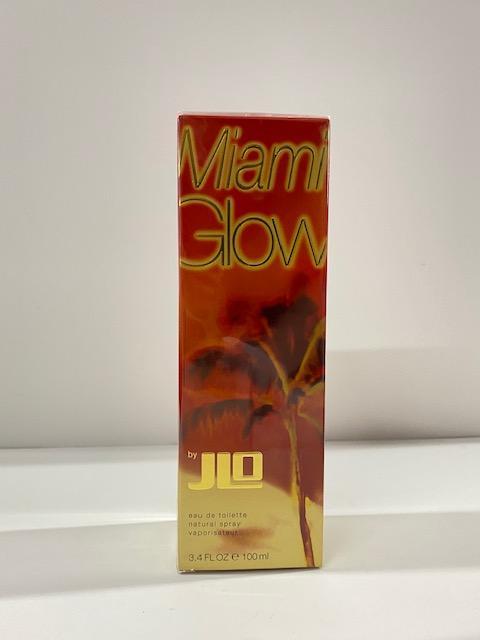 Miami
Glow
by JLO
eau de toilette
natural spray
vaporisateur
3.4 FL OZ ℮ 100 ml